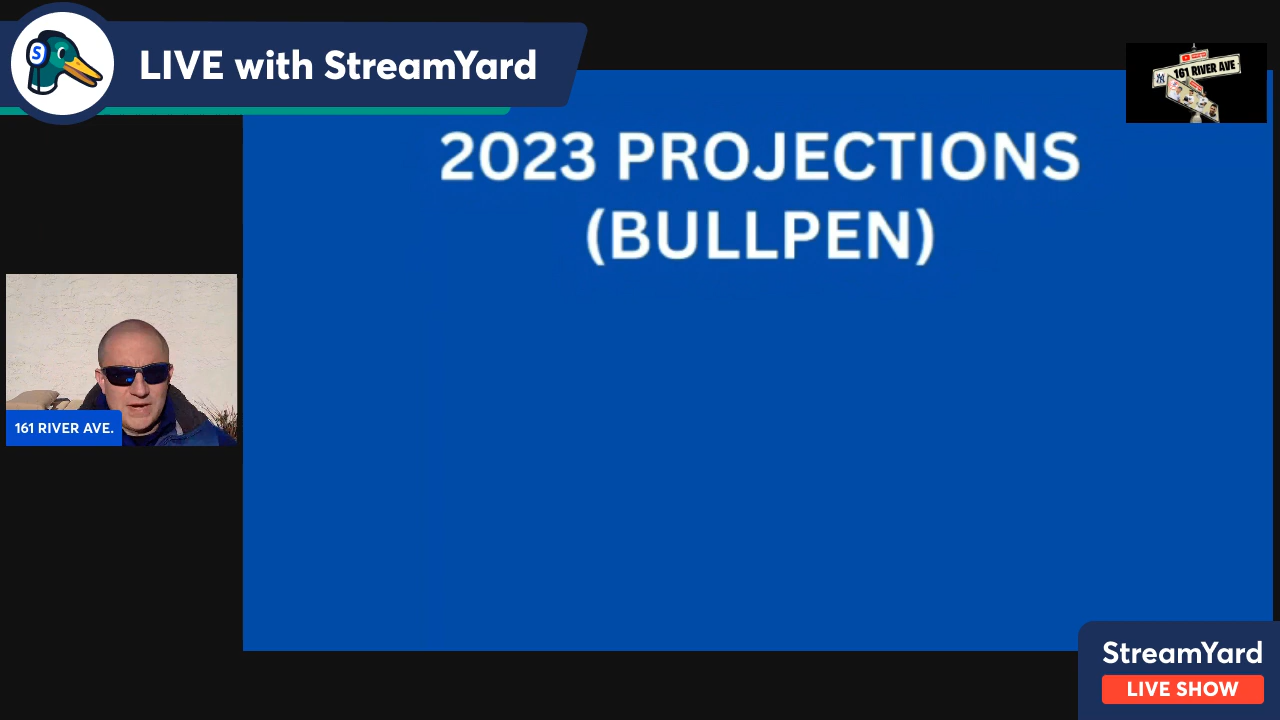 LIVE with StreamYard
S
161 RIVER AVE
2023 PROJECTIONS
(BULLPEN)
161 RIVER AVE.
StreamYard
LIVE SHOW